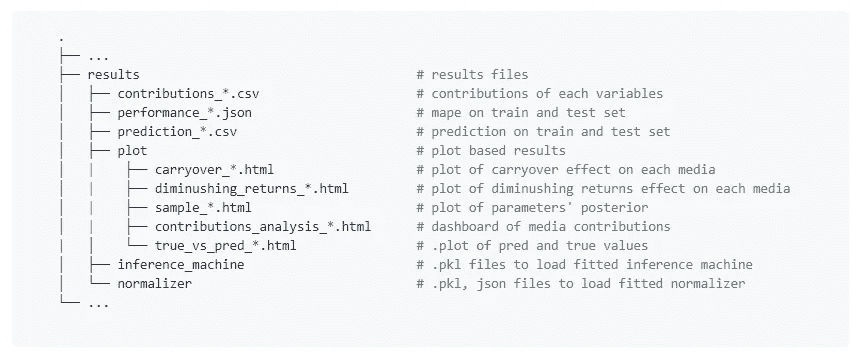 .
├── ...
├── results # results files
│   ├── contributions_*.csv # contributions of each variables
│   ├── performance_*.json # mape on train and test set
│   ├── prediction_*.csv # prediction on train and test set
│   ├── plot # plot based results
│   │   ├── carryover_*.html # plot of carryover effect on each media
│   │   ├── diminushing_returns_*.html # plot of diminushing returns effect on each media
│   │   ├── sample_*.html # plot of parameters' posterior
│   │   ├── contributions_analysis_*.html # dashboard of media contributions
│   │   └── true_vs_pred_*.html # .plot of pred and true values
│   ├── inference_machine # .pkl files to load fitted inference machine
│   └── normalizer # .pkl, json files to load fitted normalizer
└── ...